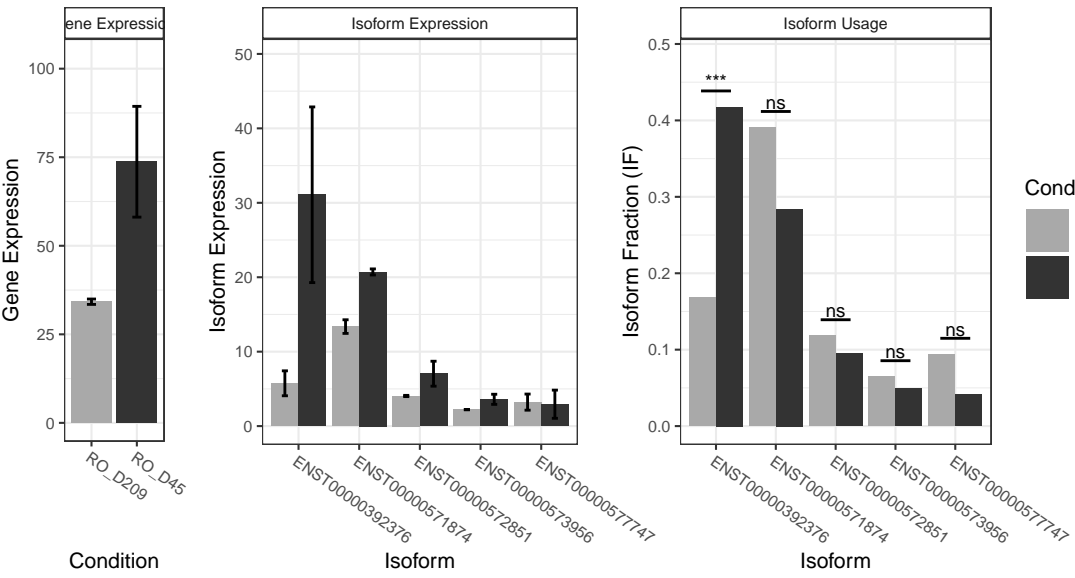 ene Expressio
Gene Expression
100
75
50
25
0
RO_D209
RO_D45
Condition
Isoform Expression
Isoform Expression
50
40
30
20
10
0
ENST00000392376
ENST00000571874
ENST00000572851
ENST00000573956
ENST00000577747
Isoform
Isoform Usage
Isoform Fraction (IF)
0.5
0.4
0.3
0.2
0.1
0.0
***
ns
ns
ns
ns
ENST00000392376
ENST00000571874
ENST00000572851
ENST00000573956
ENST00000577747
Isoform
Cond